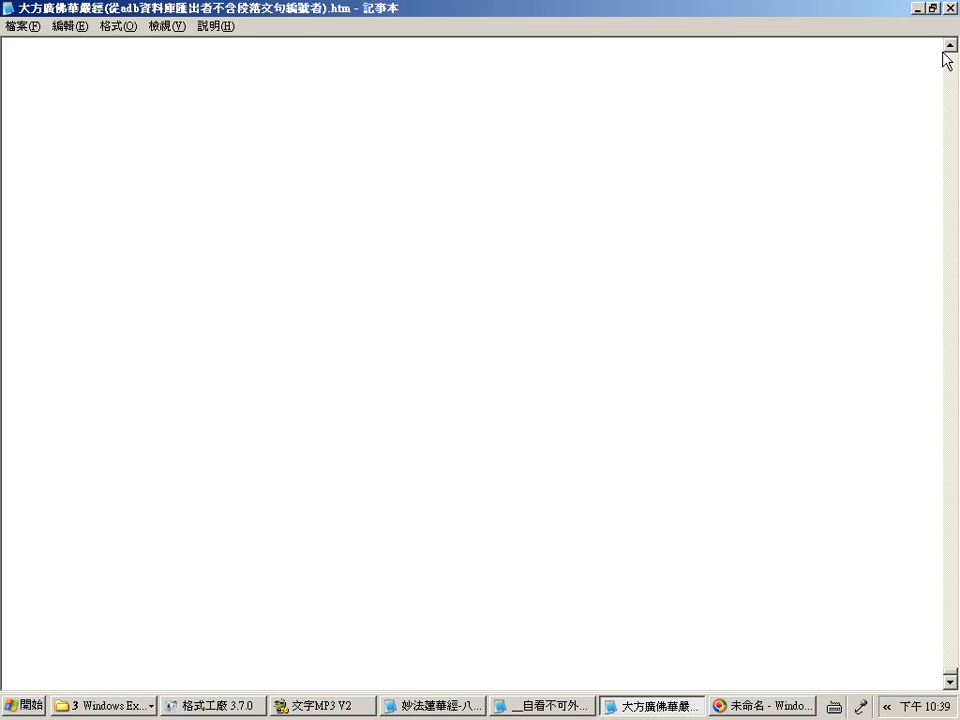 大方廣佛華嚴經(從adb資料庫匯出者不含段落文句編號者).htm - 記事本
檔案(F) 編輯(E) 格式(O) 檢視(V) 說明(H)
開始 3 Windows Ex... 格式工廠 3.7.0 文字MP3 V2 妙法蓮華經-八... __自看不可外... 大方廣佛華嚴... 未命名 - Windo... « 下午 10:39